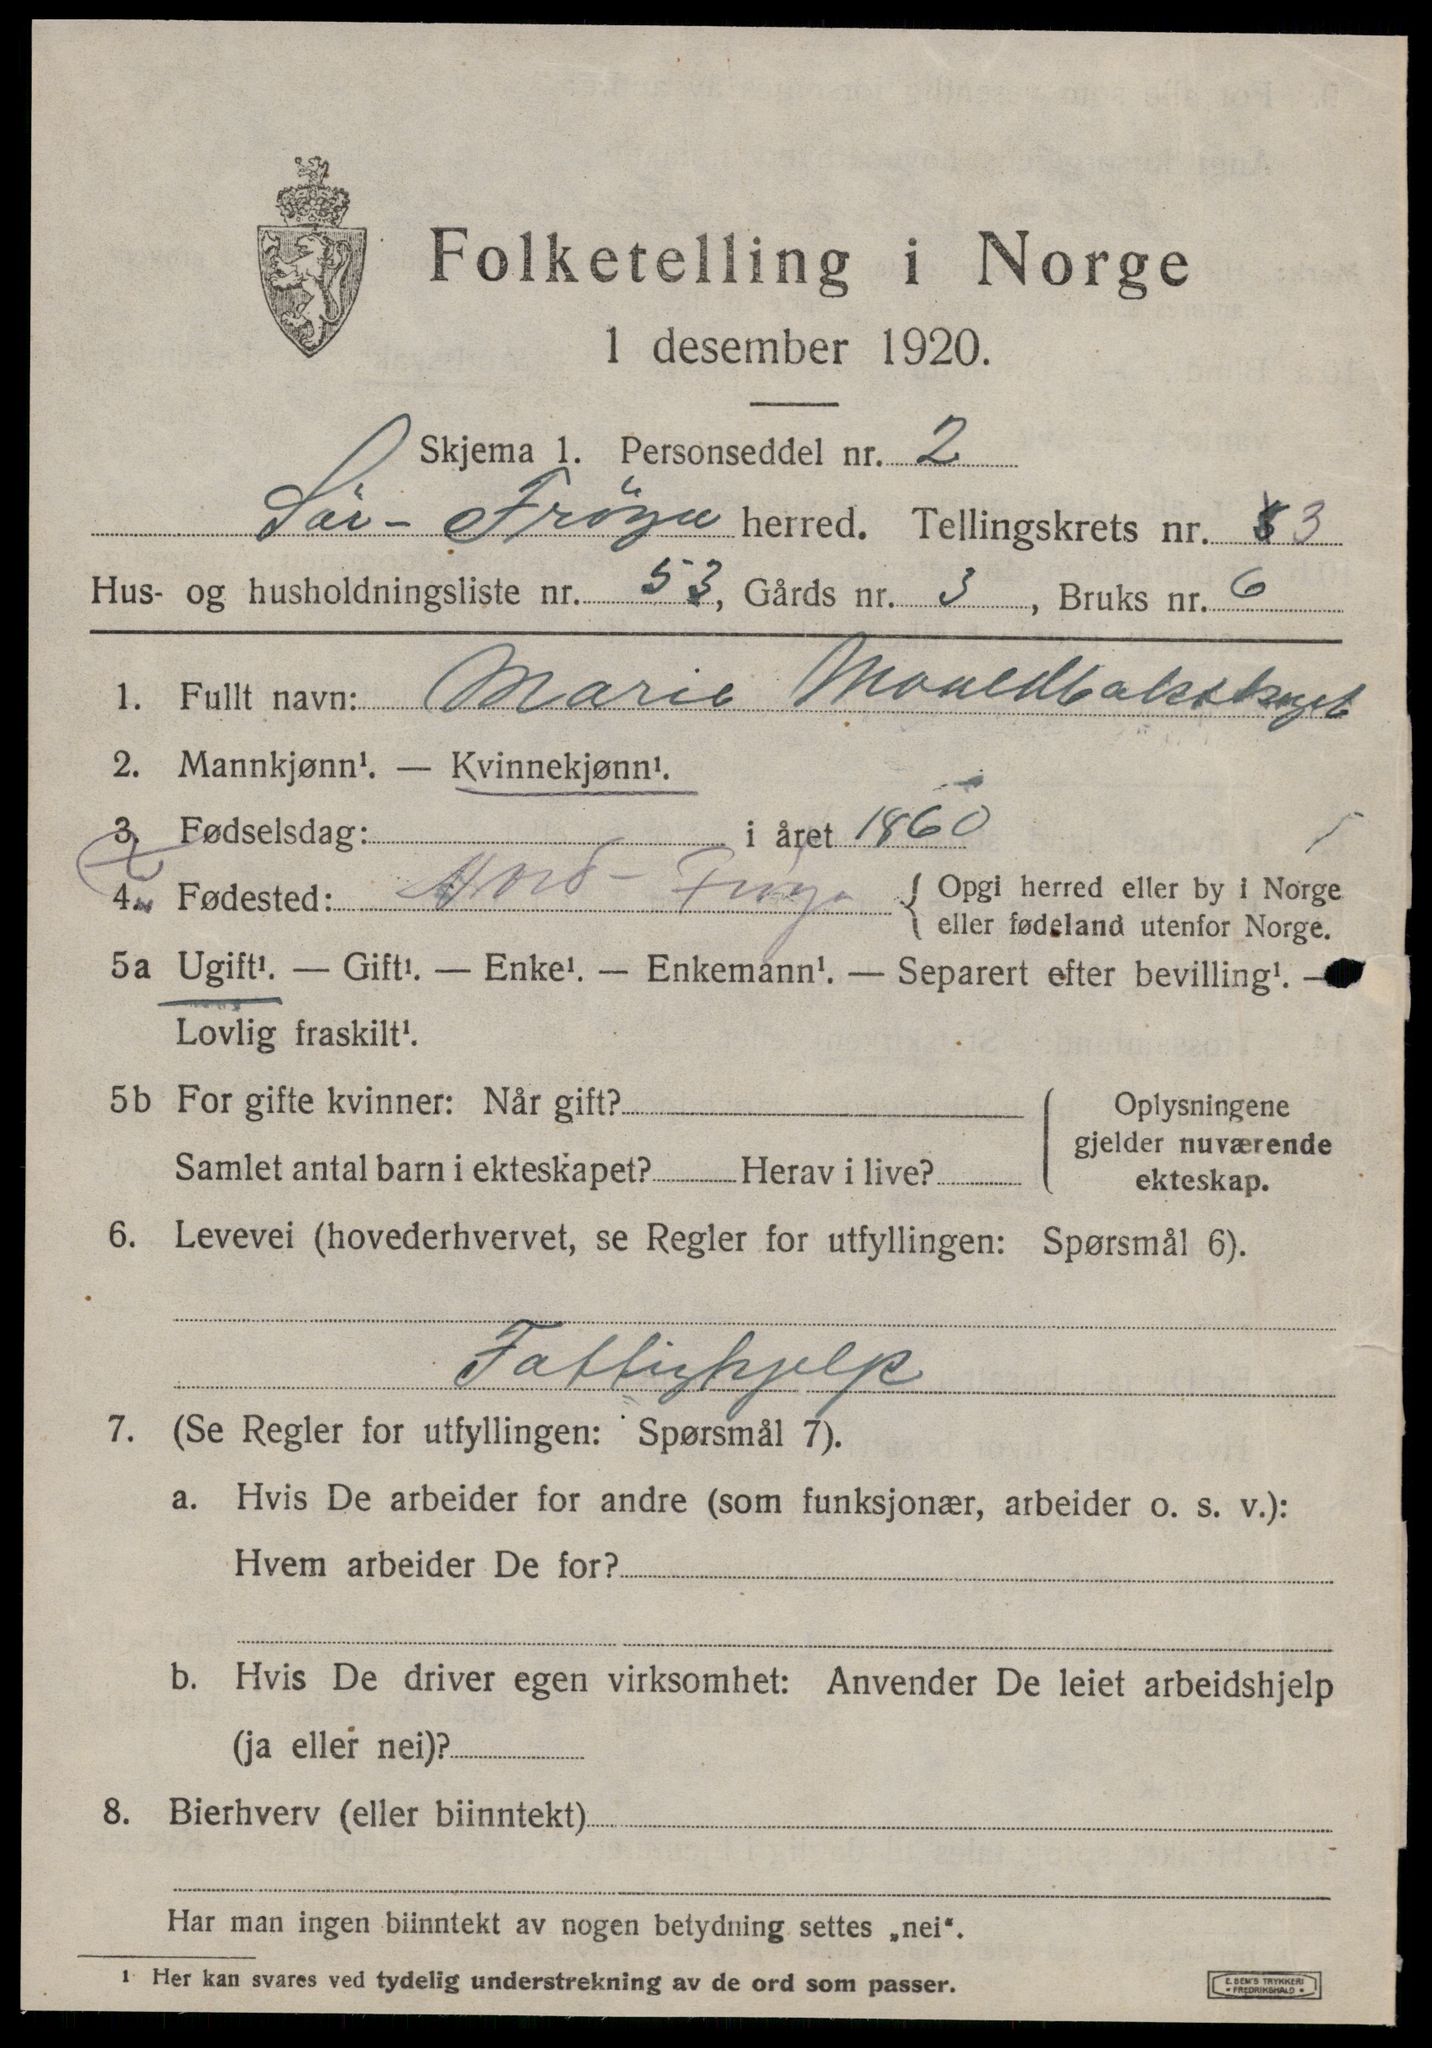 Folketelling i Norge
1 desember 1920.
Skjema 1. Personseddel nr. 2
Sör- Fröya herred. Tellingskrets nr. 3
Hus- og husholdningsliste nr. 53, Gårds nr. 3, Bruks nr. 6
1. Fullt navn: Marie
2. Mannkjønn¹. — Kvinnekjønn¹.
3. Fødselsdag: i året 1860
4. Fødested: Nord- Frøya { Opgi herred eller by i Norge
eller fødeland utenfor Norge.
5a Ugift¹. — Gift¹. — Enke¹. — Enkemann¹. — Separert efter bevilling¹. —
Lovlig fraskilt¹.
5b For gifte kvinner: Når gift?
Samlet antal barn i ekteskapet? Herav i live?
Oplysningene
gjelder nuværende
ekteskap.
6. Levevei (hovederhvervet, se Regler for utfyllingen: Spørsmål 6).
Fattighjelp
7. (Se Regler for utfyllingen: Spørsmål 7).
a. Hvis De arbeider for andre (som funksjonær, arbeider o. s. v.):
Hvem arbeider De for?
b. Hvis De driver egen virksomhet: Anvender De leiet arbeidshjelp
(ja eller nei)?
8. Bierhverv (eller biinntekt)
Har man ingen biinntekt av nogen betydning settes „nei“.
¹ Her kan svares ved tydelig understrekning av de ord som passer.
E. SEM'S TRYKKERI
* FREDRIKSHALD *